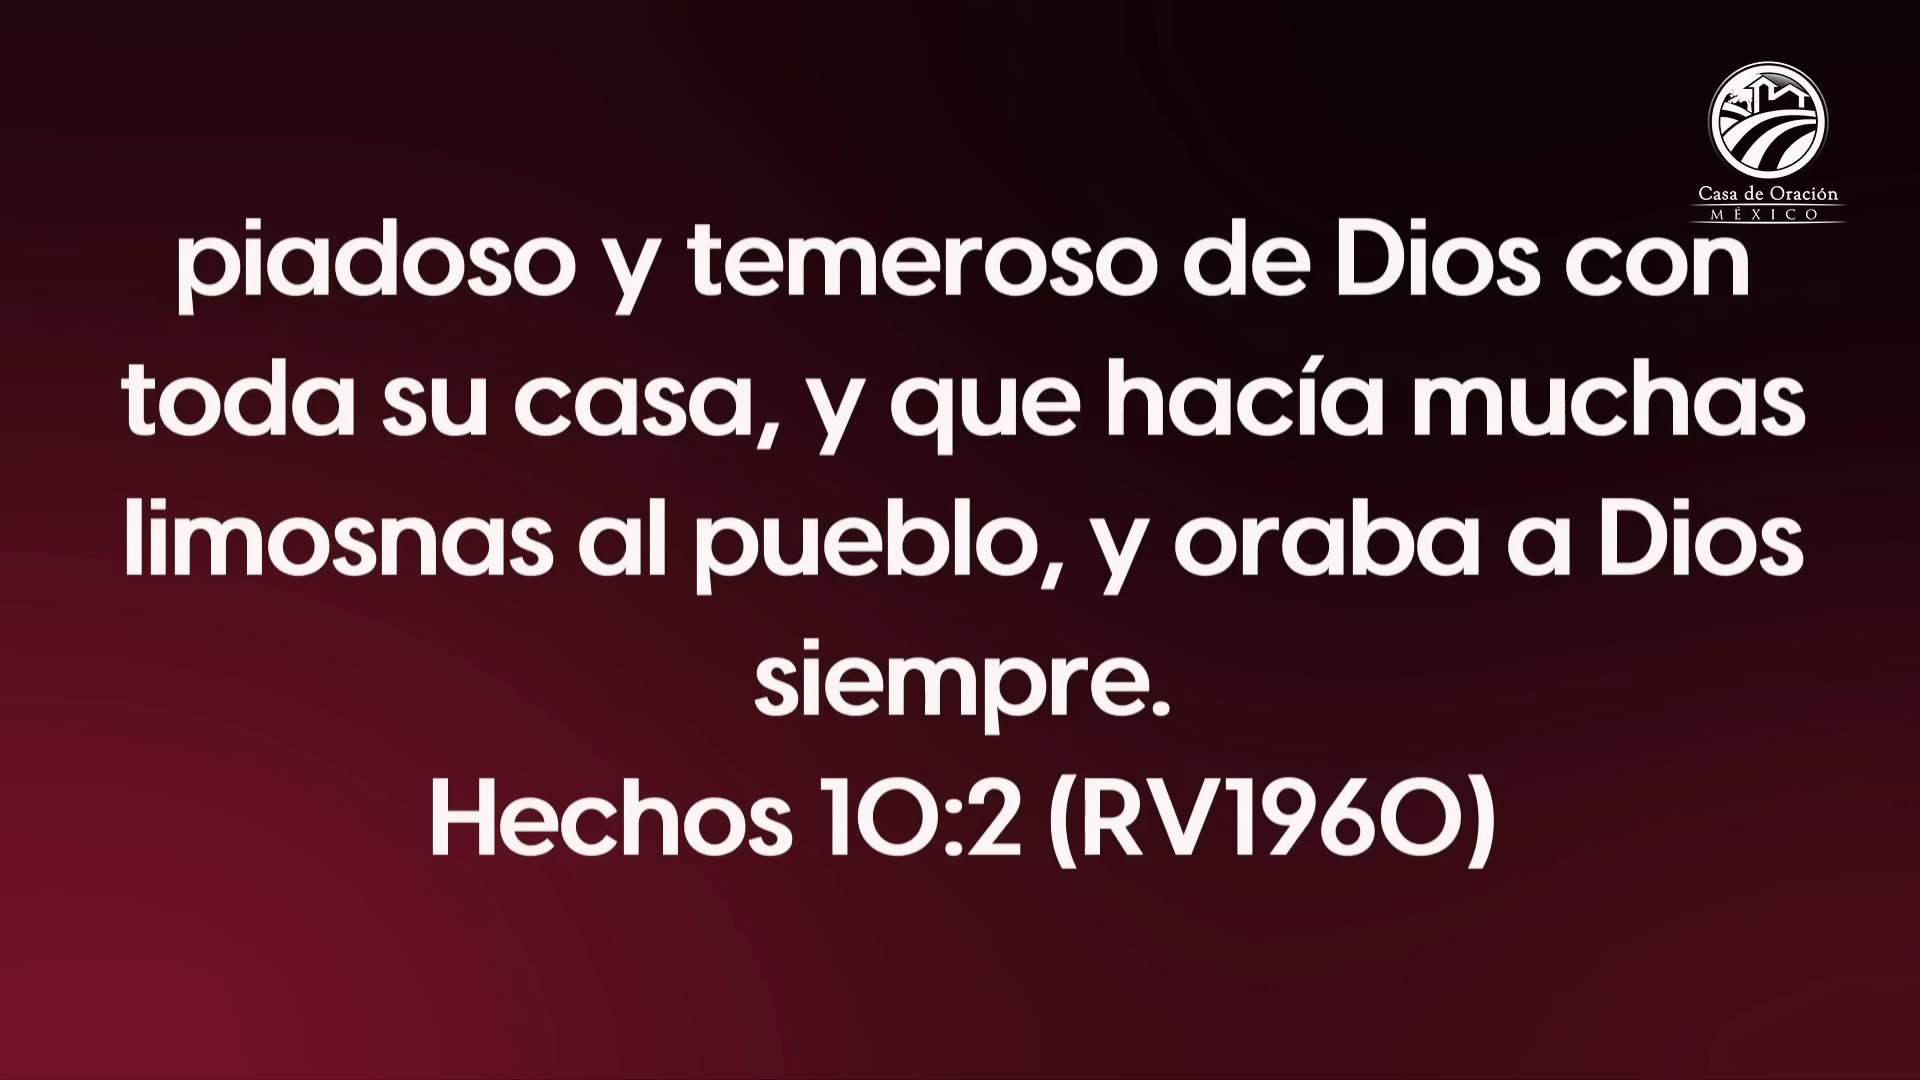 Casa de Oración
MÉXICO
piadoso y temeroso de Dios con
toda su casa, y que hacía muchas
limosnas al pueblo, y oraba a Dios
siempre.
Hechos 10:2 (RV1960)